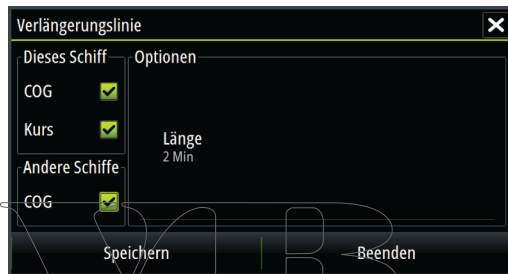 Verlängerungslinie
Dieses Schiff
Optionen
COG
Kurs
Länge
2 Min
Andere Schiffe
COG
Speichern
Beenden